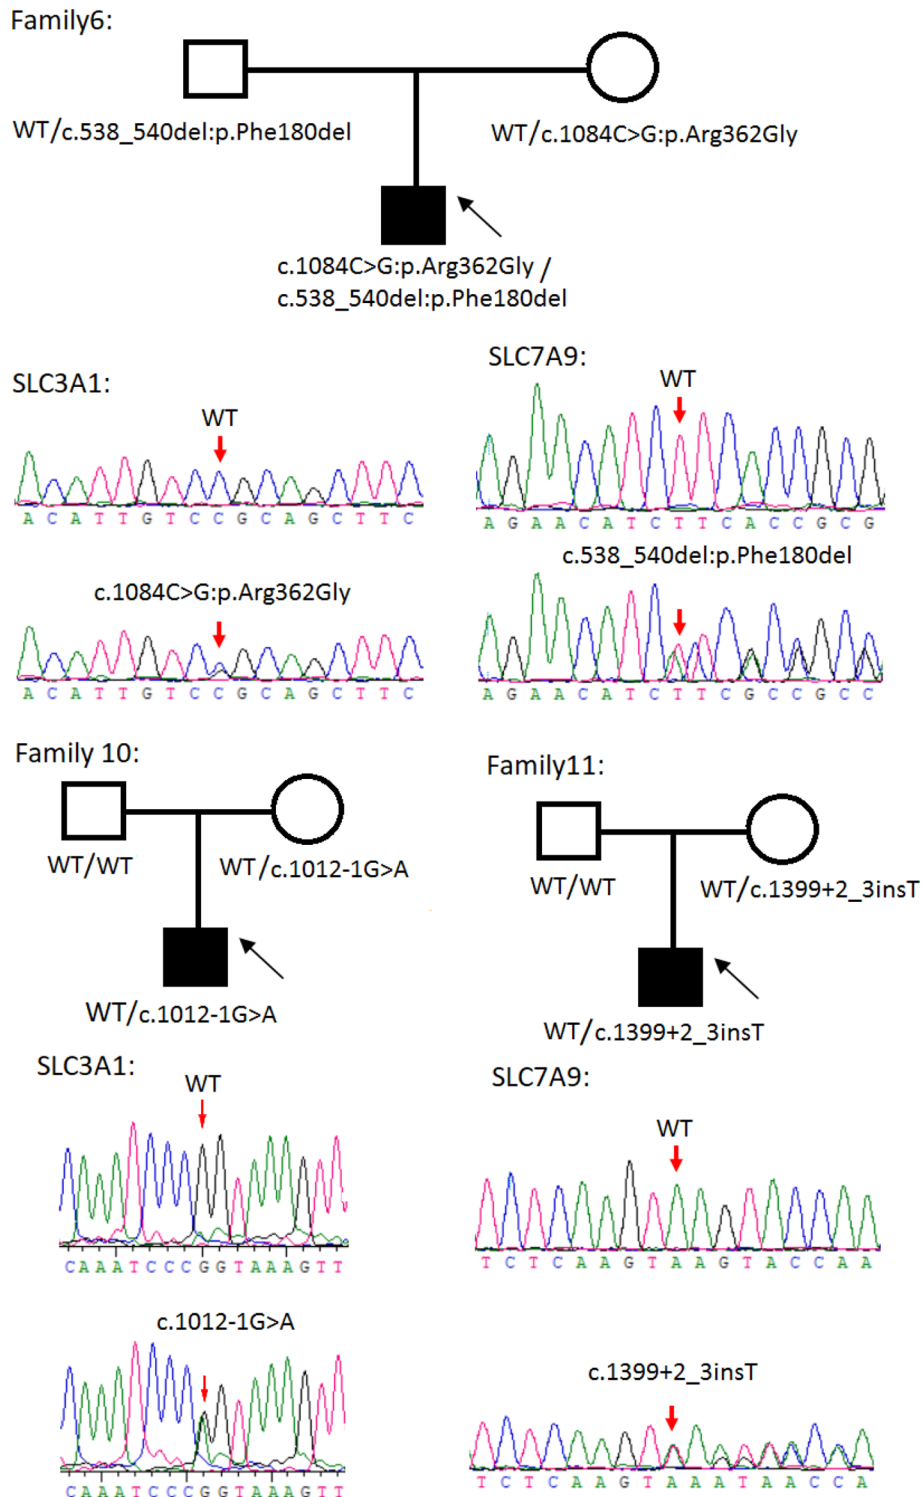 Family6:
WT/c.538_540del:p.Phe180del
WT/c.1084C>G:p.Arg362Gly
c.1084C>G:p.Arg362Gly /
c.538_540del:p.Phe180del
SLC3A1:
WT
A C A T T G T C C G C A G C T T C
c.1084C>G:p.Arg362Gly
A C A T T G T C C G C A G C T T C
SLC7A9:
WT
A G A A C A T C T T C A C C G C G
c.538_540del:p.Phe180del
A G A A C A T C T T C G C C G C C
Family 10:
WT/WT
WT/c.1012-1G>A
WT/c.1012-1G>A
SLC3A1:
WT
C A A A T C C C G G T A A A G T T
c.1012-1G>A
C A A A T C C C G G T A A A G T T
Family11:
WT/WT
WT/c.1399+2_3insT
WT/c.1399+2_3insT
SLC7A9:
WT
T C T C A A G T A A G T A C C A A
c.1399+2_3insT
T C T C A A G T A A A T A A C C A